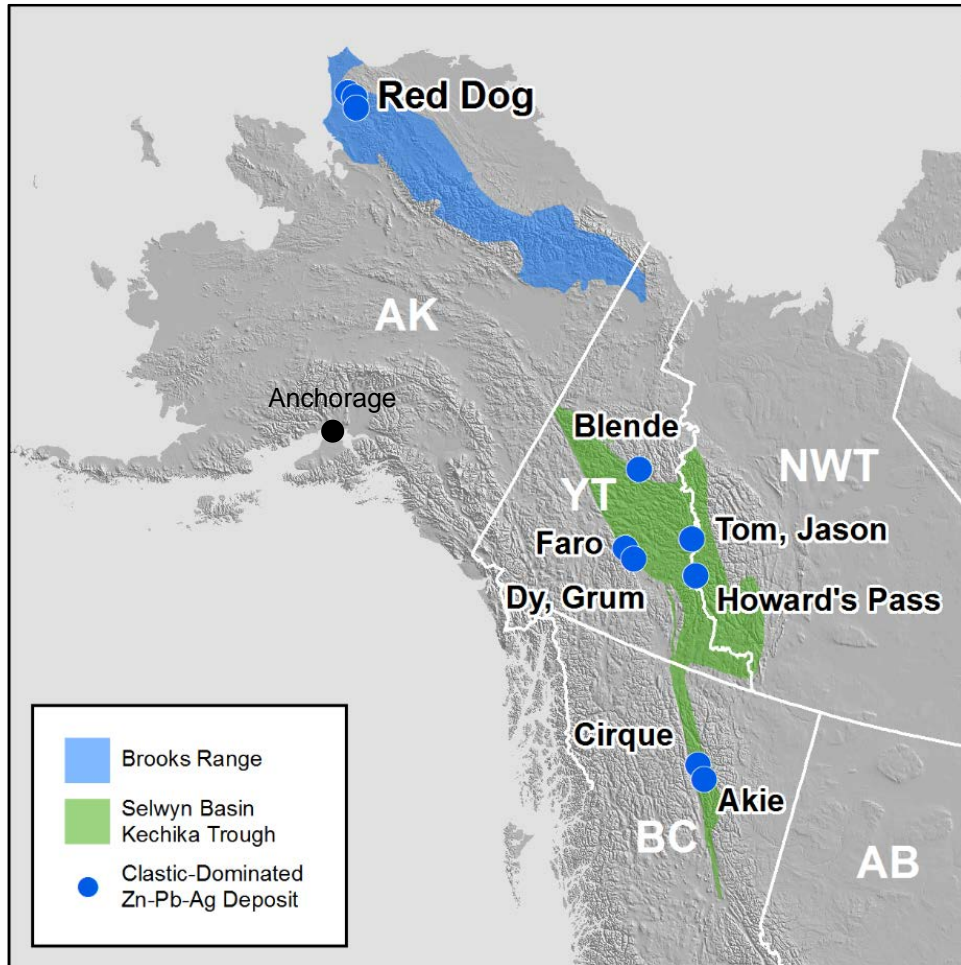 Red Dog
AK
Anchorage
Blende
NWT
YT
Tom, Jason
Faro
Dy, Grum
Howard's Pass
Cirque
Akie
BC
AB
Brooks Range
Selwyn Basin
Kechika Trough
Clastic-Dominated
Zn-Pb-Ag Deposit